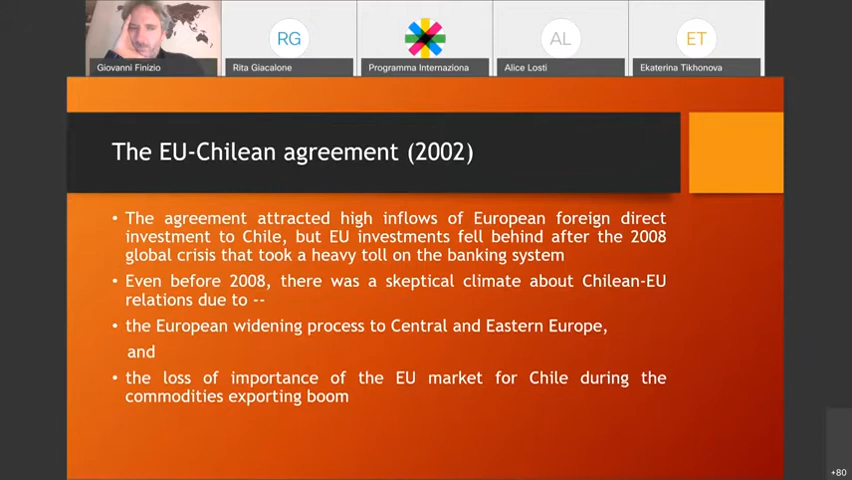 RG
AL
ET
Giovanni Finizio
Rita Giacalone
Programma Internaziona
Alice Losti
Ekaterina Tikhonova
The EU-Chilean agreement (2002)
• The agreement attracted high inflows of European foreign direct
investment to Chile, but EU investments fell behind after the 2008
global crisis that took a heavy toll on the banking system
• Even before 2008, there was a skeptical climate about Chilean-EU
relations due to --
• the European widening process to Central and Eastern Europe,
and
• the loss of importance of the EU market for Chile during the
commodities exporting boom
+80